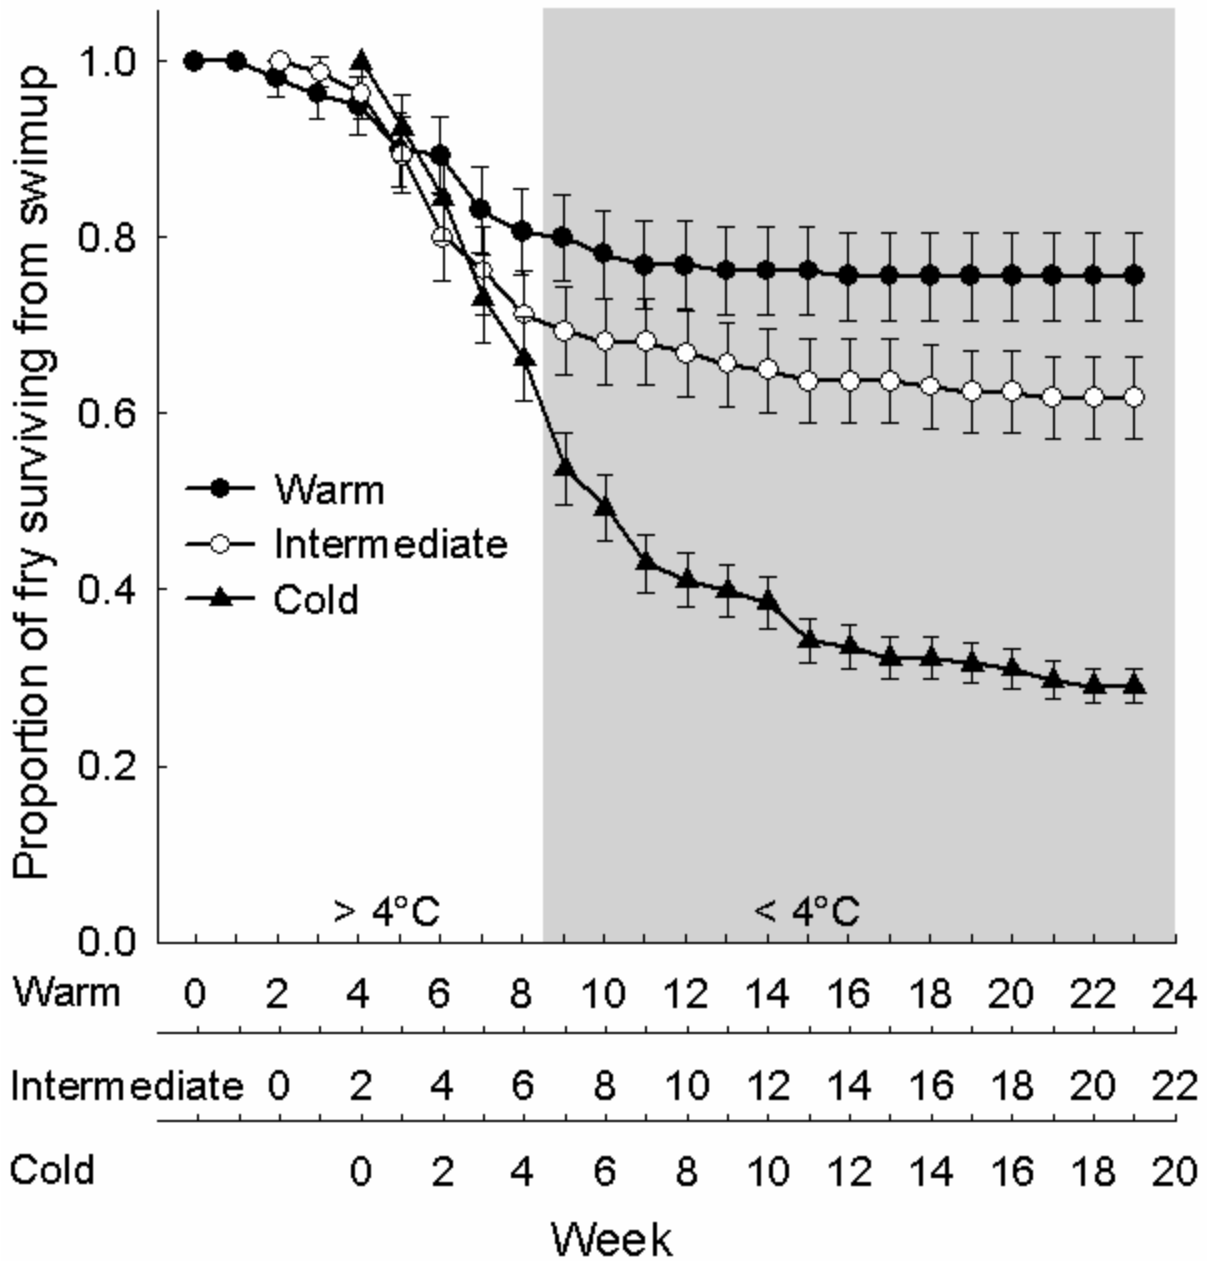 Proportion of fry surviving from swimup
1.0
0.8
0.6
0.4
0.2
0.0
Warm
Intermediate
Cold
> 4°C
< 4°C
Warm 0 2 4 6 8 10 12 14 16 18 20 22 24
Intermediate 0 2 4 6 8 10 12 14 16 18 20 22
Cold 0 2 4 6 8 10 12 14 16 18 20
Week